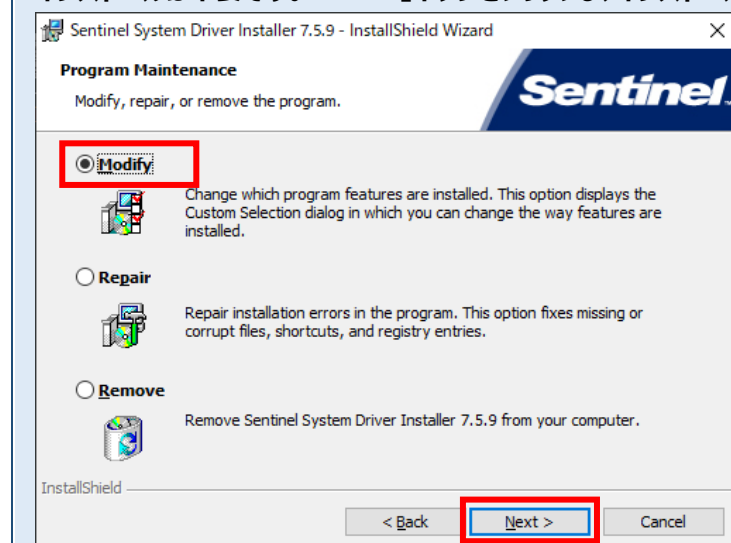 Sentinel System Driver Installer 7.5.9 - InstallShield Wizard
Program Maintenance
Modify, repair, or remove the program.
Sentinel.
Modify
Change which program features are installed. This option displays the
Custom Selection dialog in which you can change the way features are
installed.
Repair
Repair installation errors in the program. This option fixes missing or
corrupt files, shortcuts, and registry entries.
Remove
Remove Sentinel System Driver Installer 7.5.9 from your computer.
InstallShield
< Back
Next >
Cancel